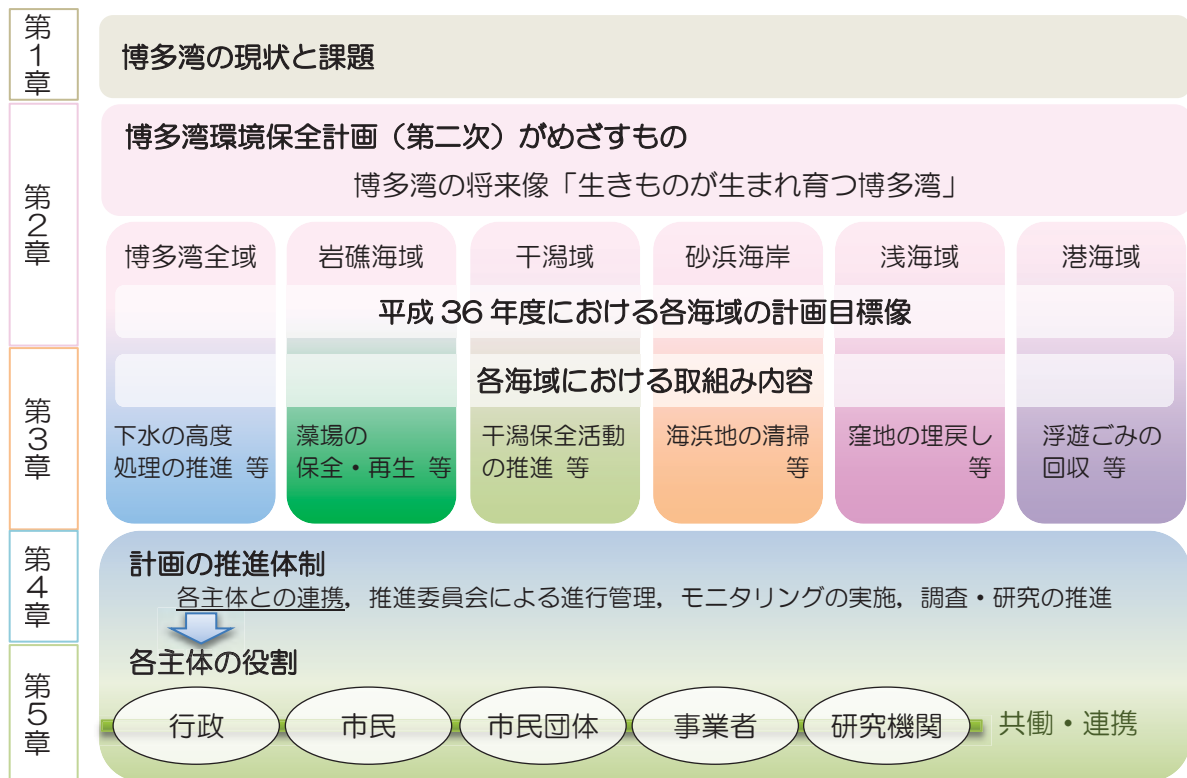 第1章
博多湾の現状と課題
第2章
博多湾環境保全計画（第二次）がめざすもの
博多湾の将来像「生きものが生まれ育つ博多湾」
博多湾全域
岩礁海域
干潟域
砂浜海岸
浅海域
港海域
平成 36 年度における各海域の計画目標像
第3章
各海域における取組み内容
下水の高度
処理の推進 等
藻場の
保全・再生 等
干潟保全活動
の推進 等
海浜地の清掃
等
窪地の埋戻し
等
浮遊ごみの
回収 等
第4章
計画の推進体制
各主体との連携，推進委員会による進行管理，モニタリングの実施，調査・研究の推進
第5章
各主体の役割
行政
市民
市民団体
事業者
研究機関
共働・連携